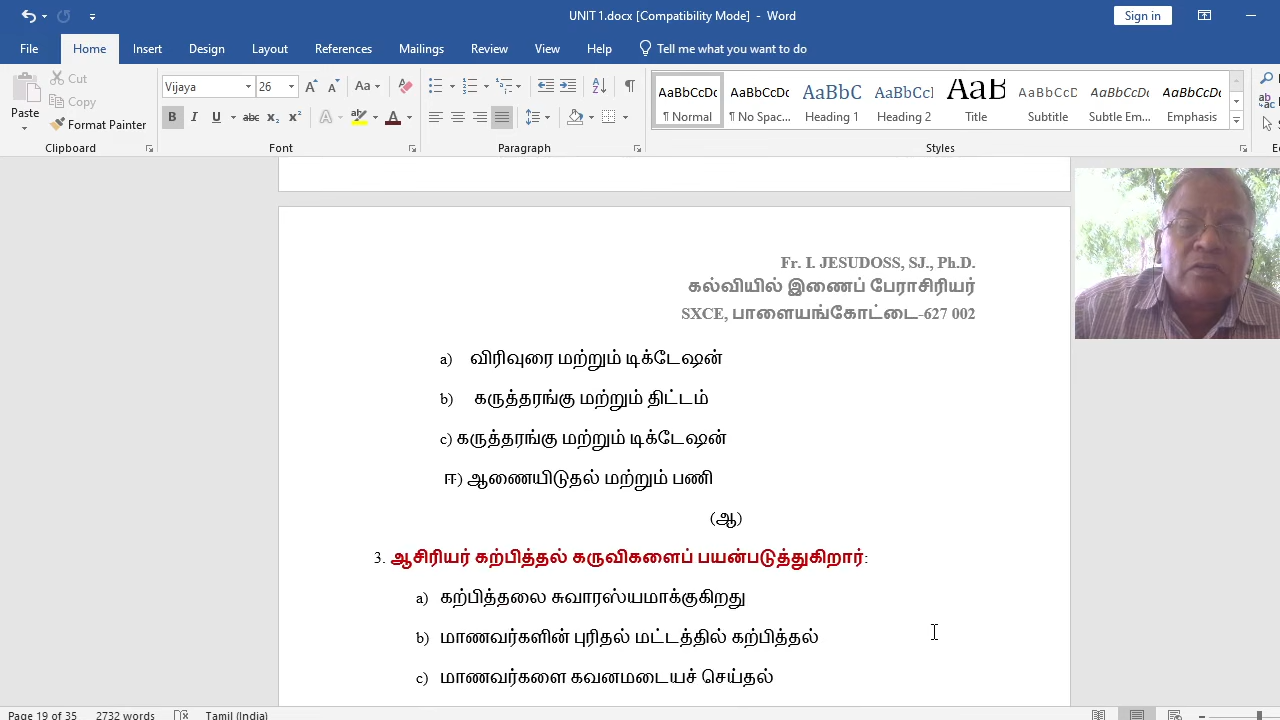 UNIT 1.docx [Compatibility Mode] - Word
Sign in
File Home Insert Design Layout References Mailings Review View Help Tell me what you want to do
Paste
Cut
Copy
Format Painter
Clipboard
Vijaya 26
Font
Paragraph
AaBbCcDc AaBbCcDc AaBbC AaBbCcI AaB AaBbCcDc AaBbCcDc AaBbCcDc
¶ Normal ¶ No Spac... Heading 1 Heading 2 Title Subtitle Subtle Em... Emphasis
Styles
Fr. I. JESUDOSS, SJ., Ph.D.
கல்வியில் இணைப் பேராசிரியர்
SXCE, பாளையங்கோட்டை-627 002
a) விரிவுரை மற்றும் டிக்டேஷன்
b) கருத்தரங்கு மற்றும் திட்டம்
c) கருத்தரங்கு மற்றும் டிக்டேஷன்
ஈ) ஆணையிடுதல் மற்றும் பணி
(ஆ)
3. ஆசிரியர் கற்பித்தல் கருவிகளைப் பயன்படுத்துகிறார்:
a) கற்பித்தலை சுவாரஸ்யமாக்குகிறது
b) மாணவர்களின் புரிதல் மட்டத்தில் கற்பித்தல்
c) மாணவர்களை கவனமடையச் செய்தல்
Page 19 of 35 2732 words Tamil (India)